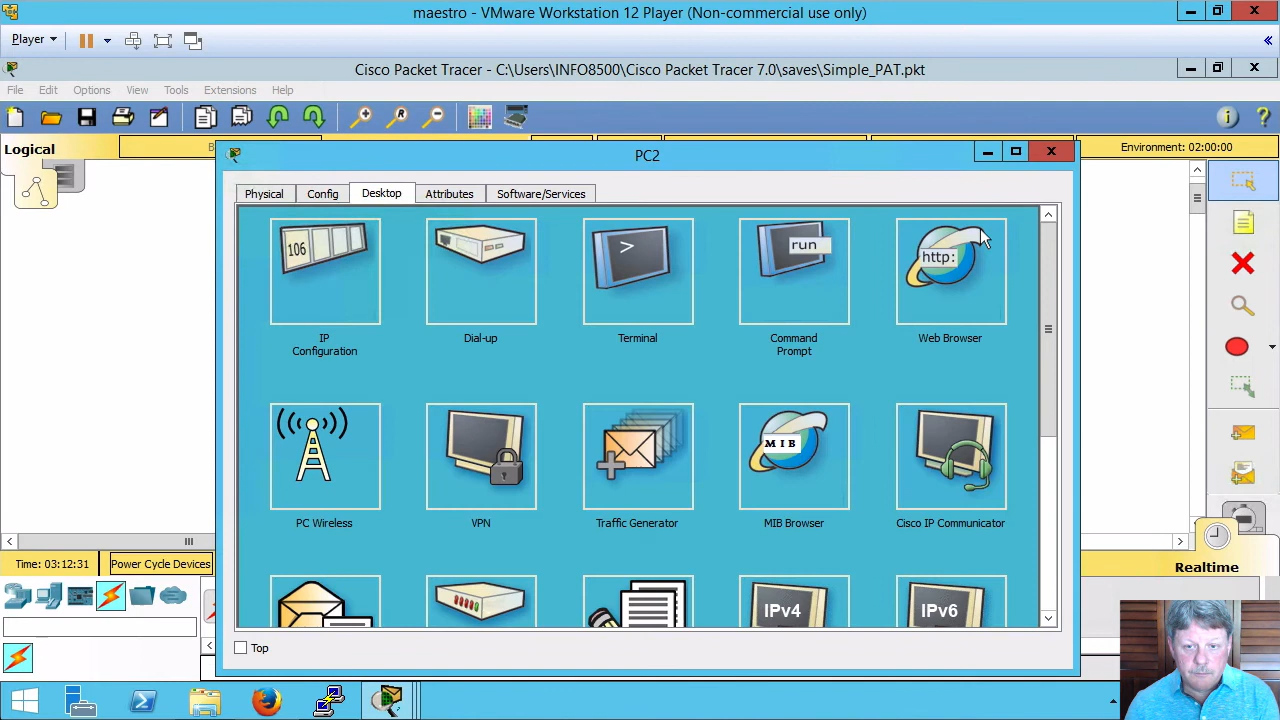 maestro - VMware Workstation 12 Player (Non-commercial use only)
Player
Cisco Packet Tracer - C:\Users\INFO8500\Cisco Packet Tracer 7.0\saves\Simple_PAT.pkt
File Edit Options View Tools Extensions Help
Logical
Environment: 02:00:00
PC2
Physical Config Desktop Attributes Software/Services
106
>
run
http:
IP
Configuration
Dial-up
Terminal
Command
Prompt
Web Browser
MIB
PC Wireless
VPN
Traffic Generator
MIB Browser
Cisco IP Communicator
IPv4
IPv6
Time: 03:12:31
Power Cycle Devices
Realtime
Top